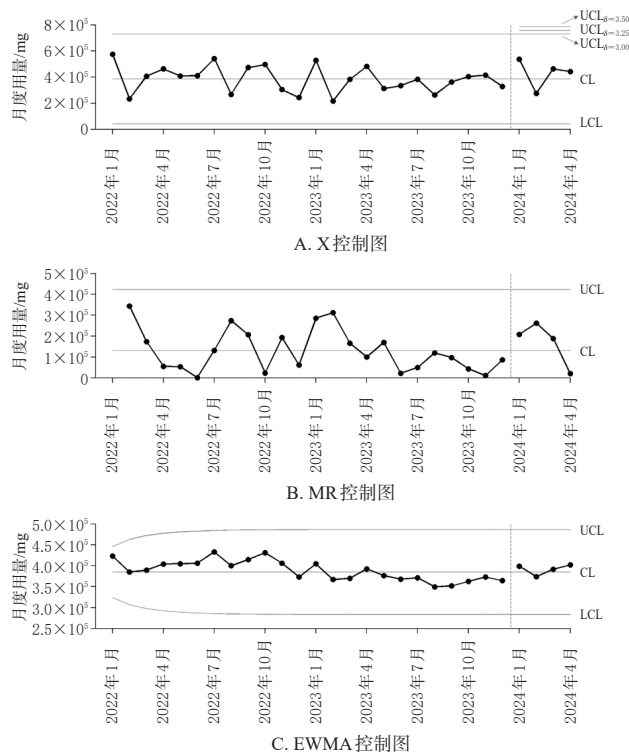 月度用量/mg
8×10⁵
6×10⁵
4×10⁵
2×10⁵
0
UCLδ=3.50
UCLδ=3.25
UCLδ=3.00
CL
LCL
2022年1月
2022年4月
2022年7月
2022年10月
2023年1月
2023年4月
2023年7月
2023年10月
2024年1月
2024年4月
A. X控制图
月度用量/mg
5×10⁵
4×10⁵
3×10⁵
2×10⁵
1×10⁵
0
UCL
CL
2022年1月
2022年4月
2022年7月
2022年10月
2023年1月
2023年4月
2023年7月
2023年10月
2024年1月
2024年4月
B. MR控制图
月度用量/mg
5.0×10⁵
4.5×10⁵
4.0×10⁵
3.5×10⁵
3.0×10⁵
2.5×10⁵
UCL
CL
LCL
2022年1月
2022年4月
2022年7月
2022年10月
2023年1月
2023年4月
2023年7月
2023年10月
2024年1月
2024年4月
C. EWMA控制图